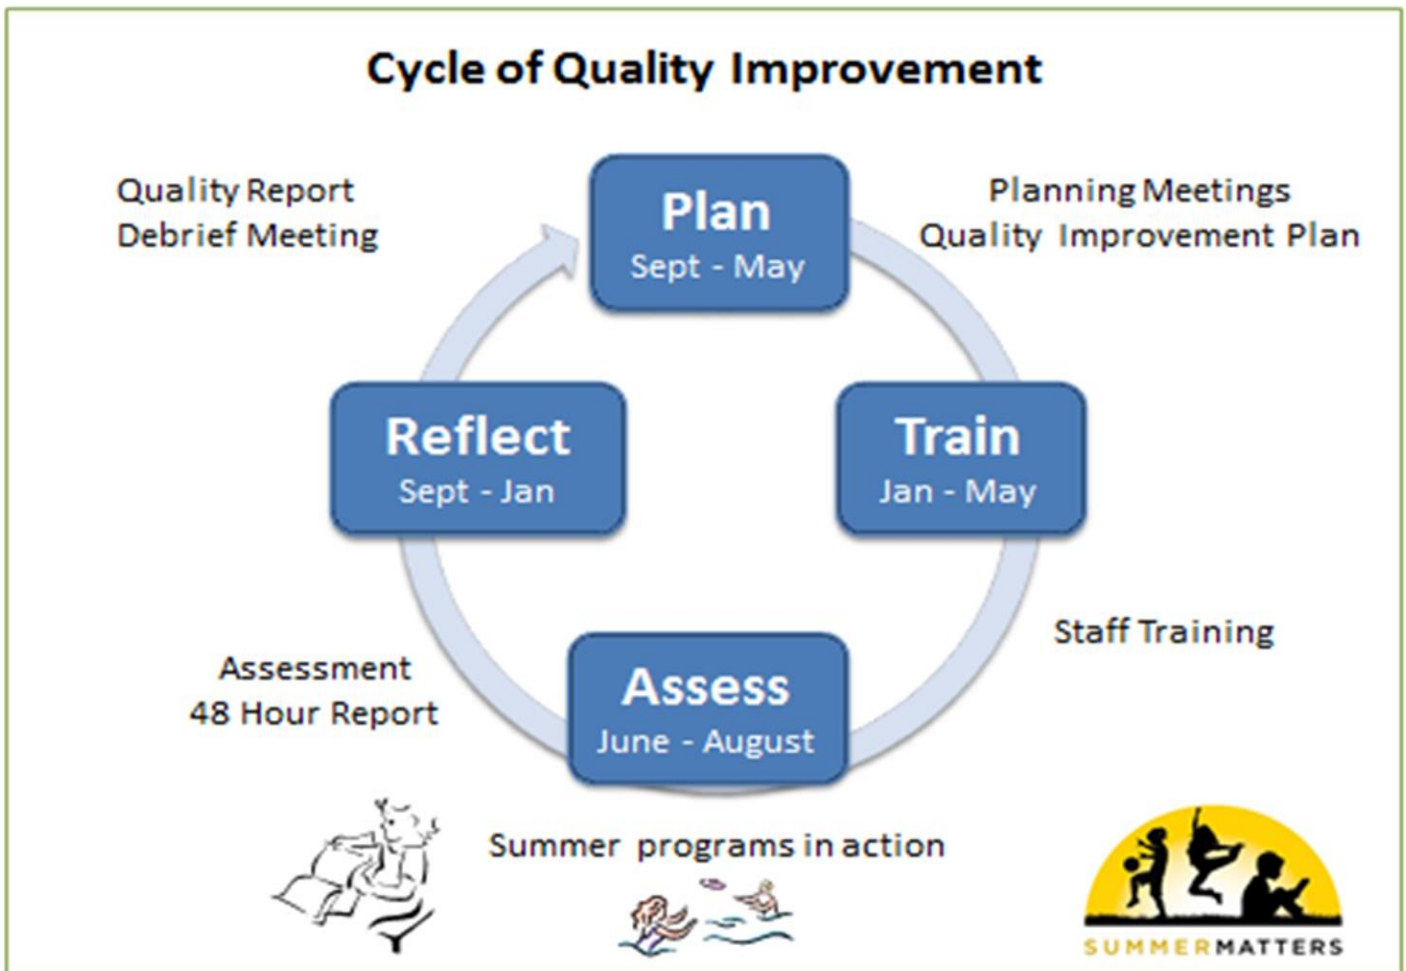 Cycle of Quality Improvement
Quality Report
Debrief Meeting
Plan
Sept - May
Planning Meetings
Quality Improvement Plan
Reflect
Sept - Jan
Train
Jan - May
Staff Training
Assessment
48 Hour Report
Assess
June - August
Summer programs in action
SUMMERMATTERS